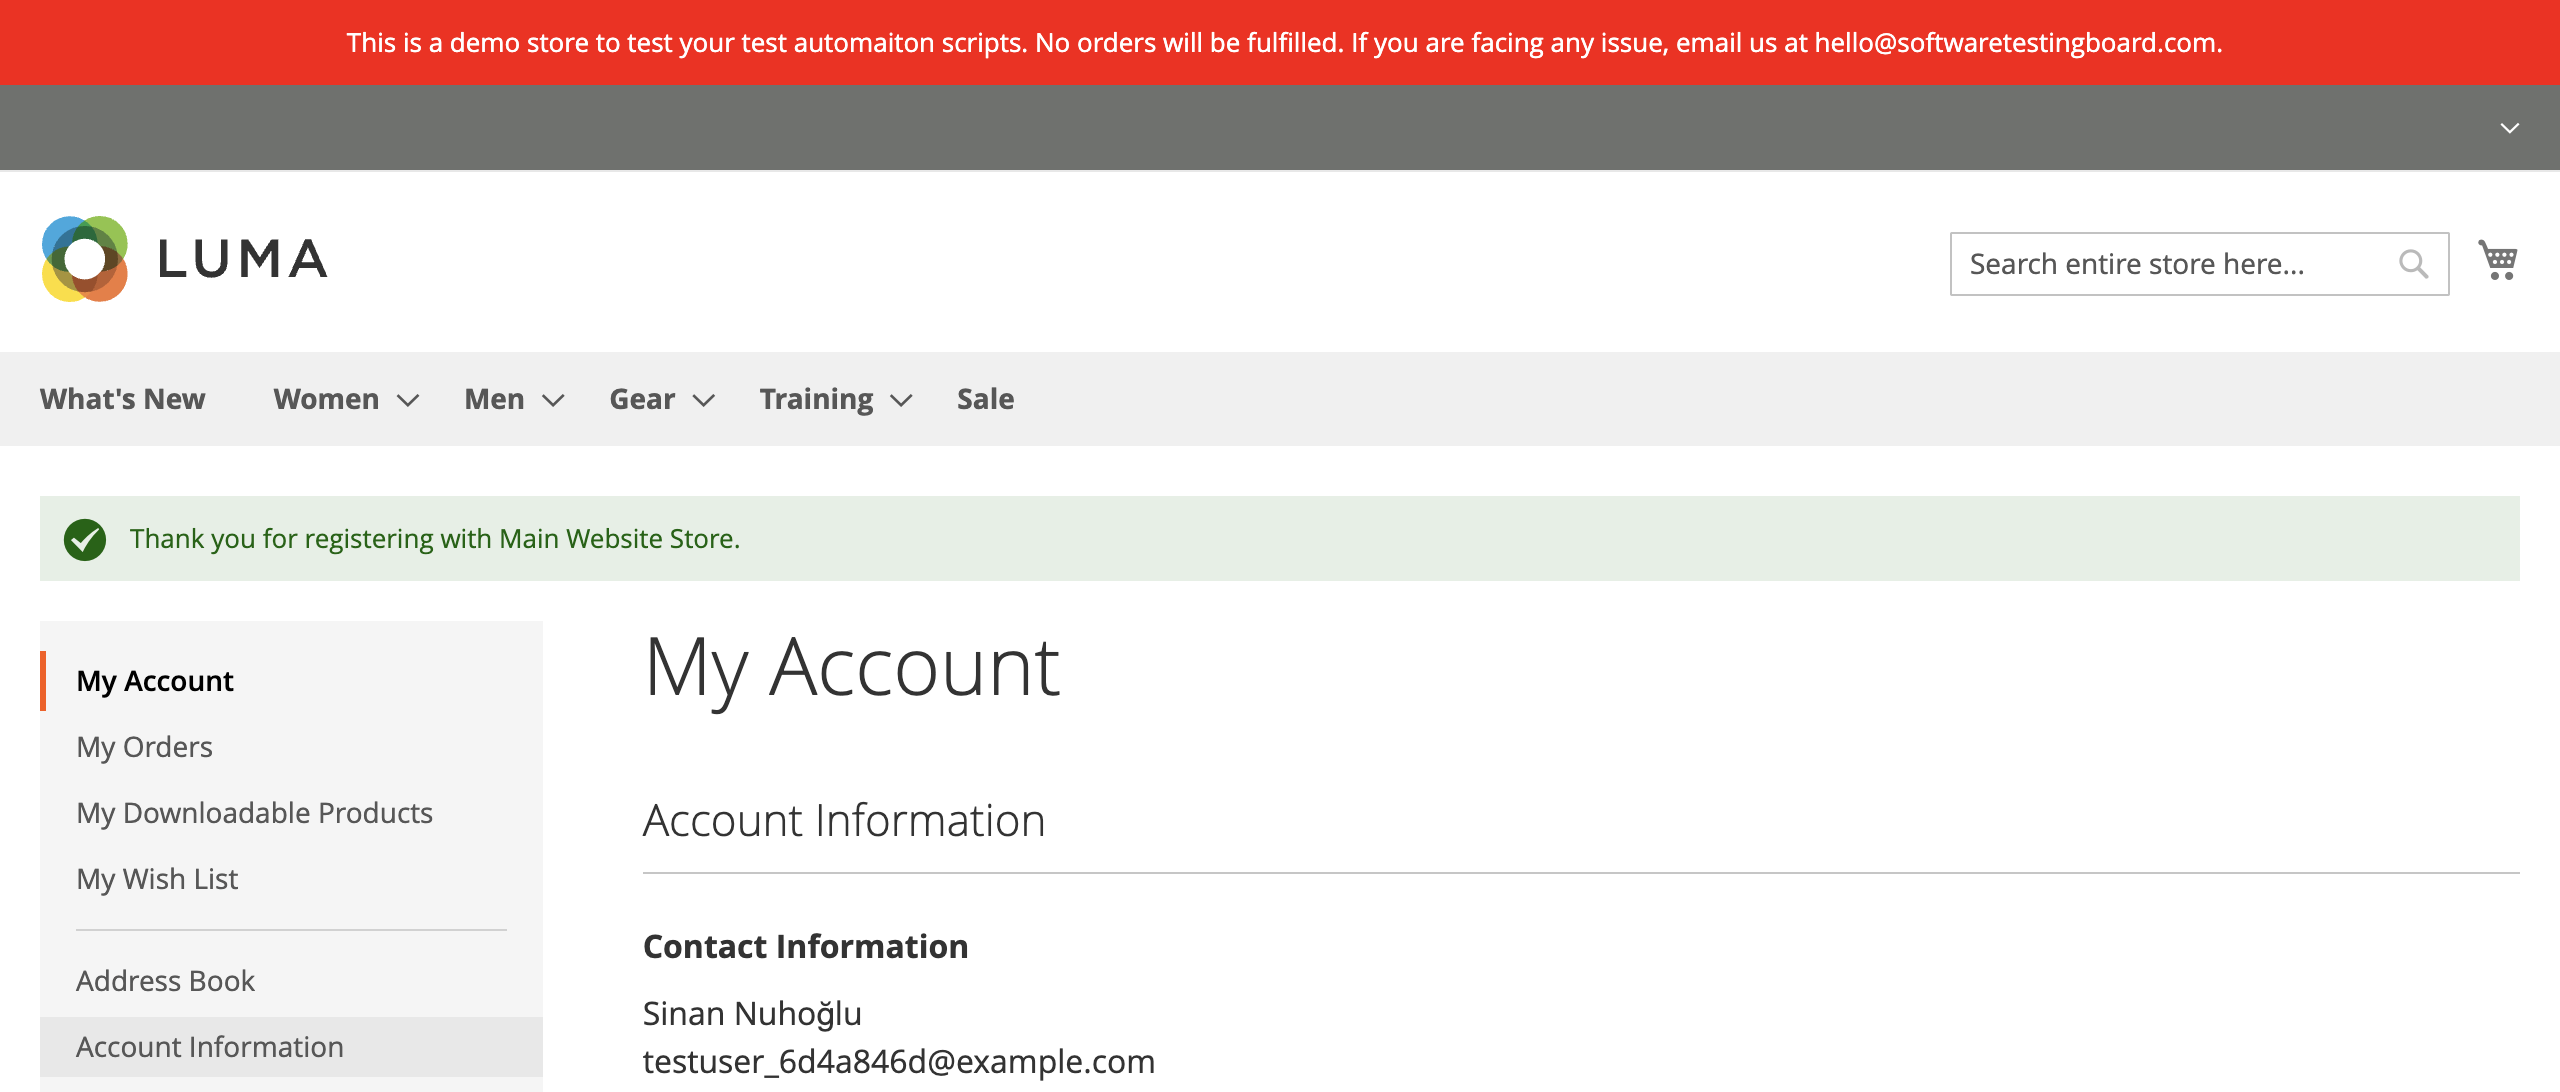 This is a demo store to test your test automaiton scripts. No orders will be fulfilled. If you are facing any issue, email us at hello@softwaretestingboard.com.
LUMA
Search entire store here...
What's New Women Men Gear Training Sale
Thank you for registering with Main Website Store.
My Account
My Orders
My Downloadable Products
My Wish List
Address Book
Account Information
My Account
Account Information
Contact Information
Sinan Nuhoğlu
testuser_6d4a846d@example.com